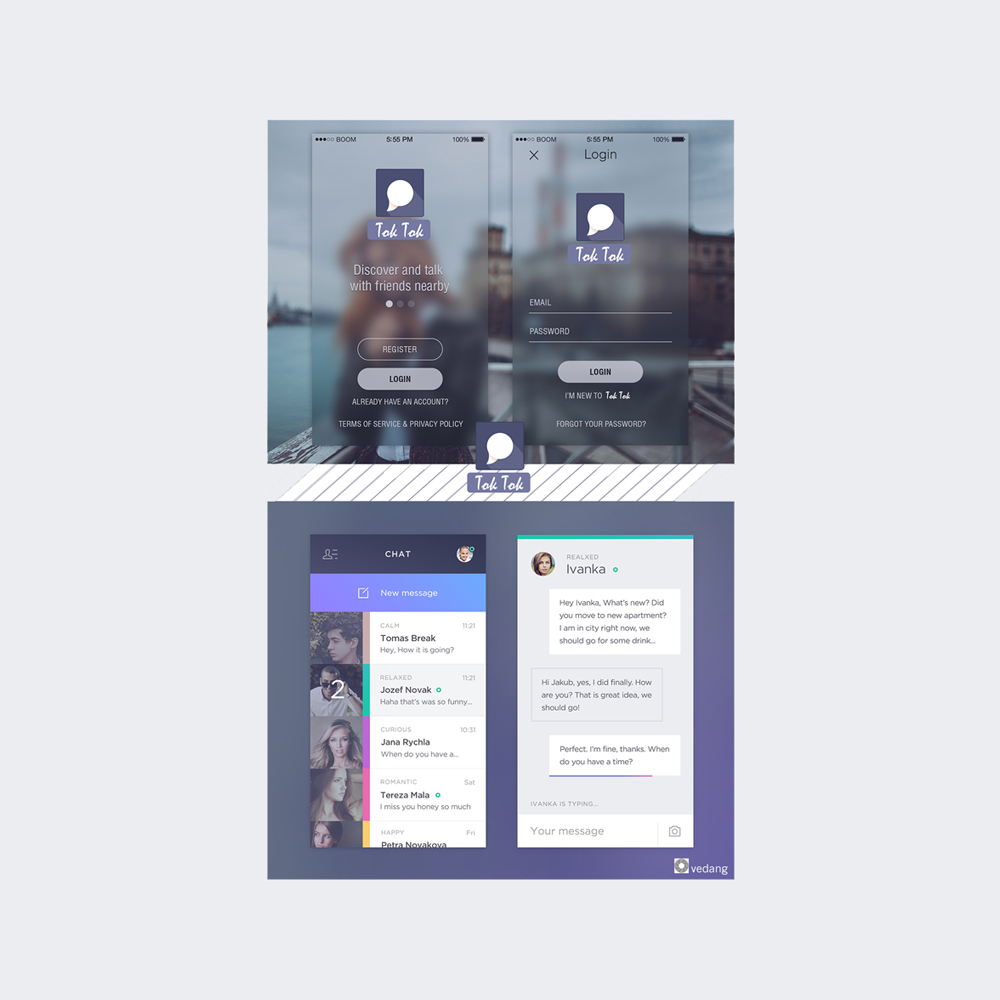 BOOM 5:55 PM 100%
Tok Tok
Discover and talk
with friends nearby
REGISTER
LOGIN
ALREADY HAVE AN ACCOUNT?
TERMS OF SERVICE & PRIVACY POLICY
BOOM 5:55 PM 100%
Login
Tok Tok
EMAIL
PASSWORD
LOGIN
I'M NEW TO Tok Tok
FORGOT YOUR PASSWORD?
Tok Tok
CHAT
New message
CALM 11:21
Tomas Break
Hey, How it is going?
2
RELAXED 11:21
Jozef Novak
Haha that's was so funny...
CURIOUS 10:31
Jana Rychla
When do you have a...
ROMANTIC Sat
Tereza Mala
I miss you honey so much
HAPPY Fri
Petra Novakova
REALXED
Ivanka
Hey Ivanka, What's new? Did
you move to new apartment?
I am in city right now, we
should go for some drink...
Hi Jakub, yes, I did finally. How
are you? That is great idea, we
should go!
Perfect. I'm fine, thanks. When
do you have a time?
IVANKA IS TYPING...
Your message
vedang